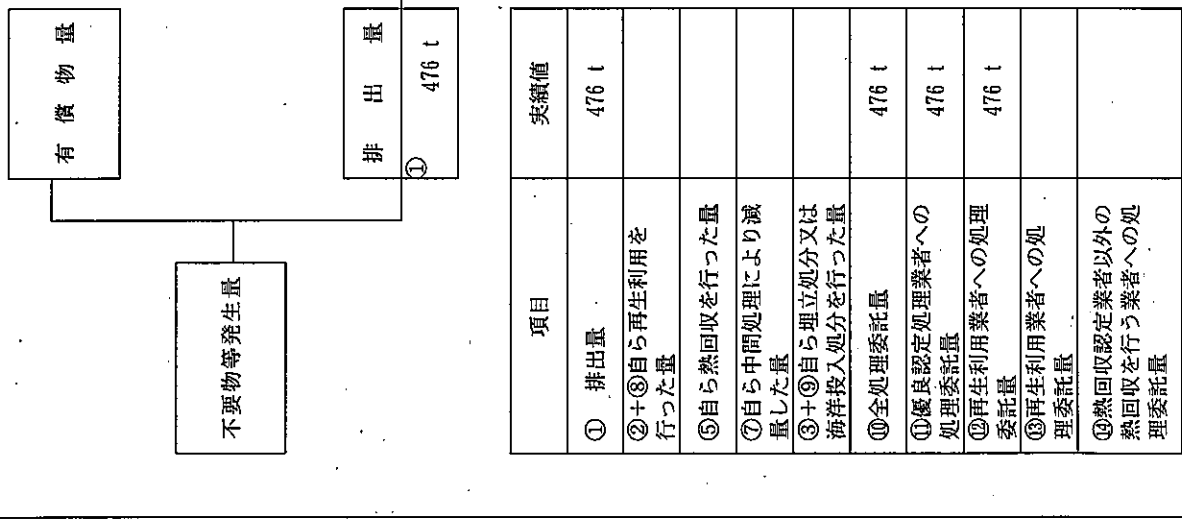 有償物量
不要物等発生量
排出量
①
476 t
項目
実績値
① 排出量
476 t
②+⑧自ら再生利用を
行った量
⑤自ら熱回収を行った量
⑦自ら中間処理により減
量した量
③+⑨自ら埋立処分又は
海洋投入処分を行った量
⑩全処理委託量
476 t
⑪優良認定処理業者への
処理委託量
476 t
⑫再生利用業者への処理
委託量
476 t
⑬再生利用業者への処
理委託量
⑭熱回収認定業者以外の
熱回収を行う業者への処
理委託量